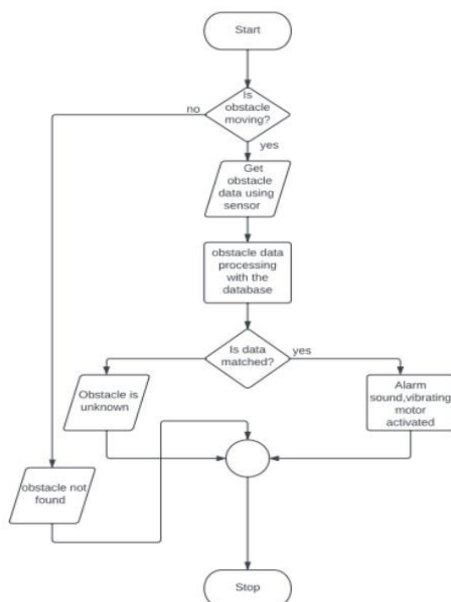 Start
Is
obstacle
moving?
no
yes
Get
obstacle
data using
sensor
obstacle data
processing
with the
database
Is data
matched?
yes
Obstacle is
unknown
Alarm
sound,vibrating
motor
activated
obstacle not
found
Stop